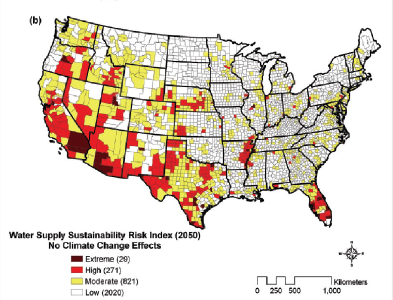 (b)
Water Supply Sustainability Risk Index (2050)
No Climate Change Effects
Extreme (29)
High (271)
Moderate (821)
Low (2020)
0 250 500 1,000
Kilometers